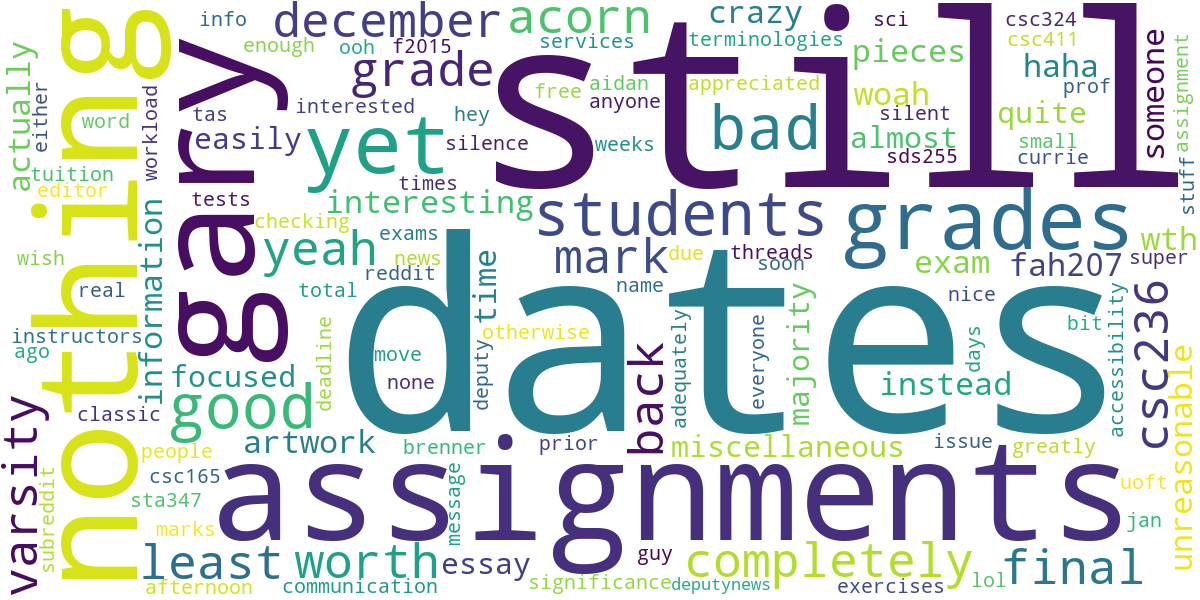 still
dates
nothing
gary
assignments
yet
grades
students
good
bad
december
acorn
grade
crazy
pieces
haha
woah
quite
almost
easily
interesting
yeah
mark
time
back
majority
instead
csc236
fah207
exam
wth
someone
actually
information
varsity
focused
artwork
least
worth
essay
completely
final
miscellaneous
unreasonable
info
enough
ooh
f2015
services
terminologies
sci
csc324
csc411
prof
assignment
either
word
workload
tas
interested
hey
free
aidan
anyone
appreciated
silent
small
currie
sds255
silence
weeks
stuff
tuition
editor
tests
times
checking
exams
news
reddit
total
name
due
threads
soon
super
nice
wish
real
instructors
ago
classic
deadline
move
none
deputy
otherwise
adequately
everyone
days
bit
accessibility
people
csc165
sta347
marks
subreddit
afternoon
brenner
prior
message
communication
guy
significance
deputynews
issue
greatly
uoft
jan
lol
exercises